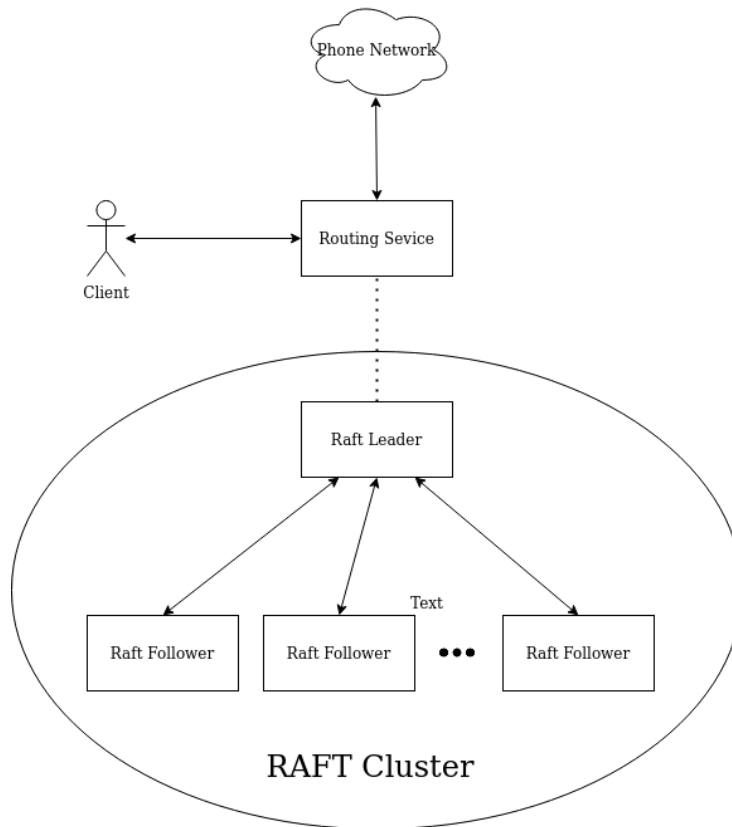 Phone Network
Routing Sevice
Client
Raft Leader
Text
Raft Follower
Raft Follower
Raft Follower
RAFT Cluster